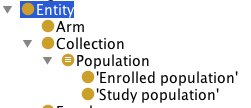 Entity
Arm
Collection
Population
'Enrolled population'
'Study population'